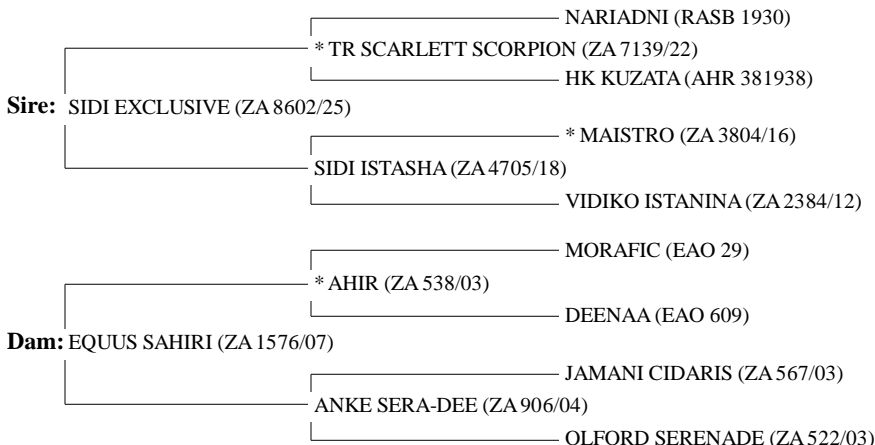 NARIADNI (RASB 1930)
* TR SCARLETT SCORPION (ZA 7139/22)
HK KUZATA (AHR 381938)
Sire: SIDI EXCLUSIVE (ZA 8602/25)
* MAISTRO (ZA 3804/16)
SIDI ISTASHA (ZA 4705/18)
VIDIKO ISTANINA (ZA 2384/12)
MORAFIC (EAO 29)
* AHIR (ZA 538/03)
DEENAA (EAO 609)
Dam: EQUUS SAHIRI (ZA 1576/07)
JAMANI CIDARIS (ZA 567/03)
ANKE SERA-DEE (ZA 906/04)
OLFORD SERENADE (ZA 522/03)